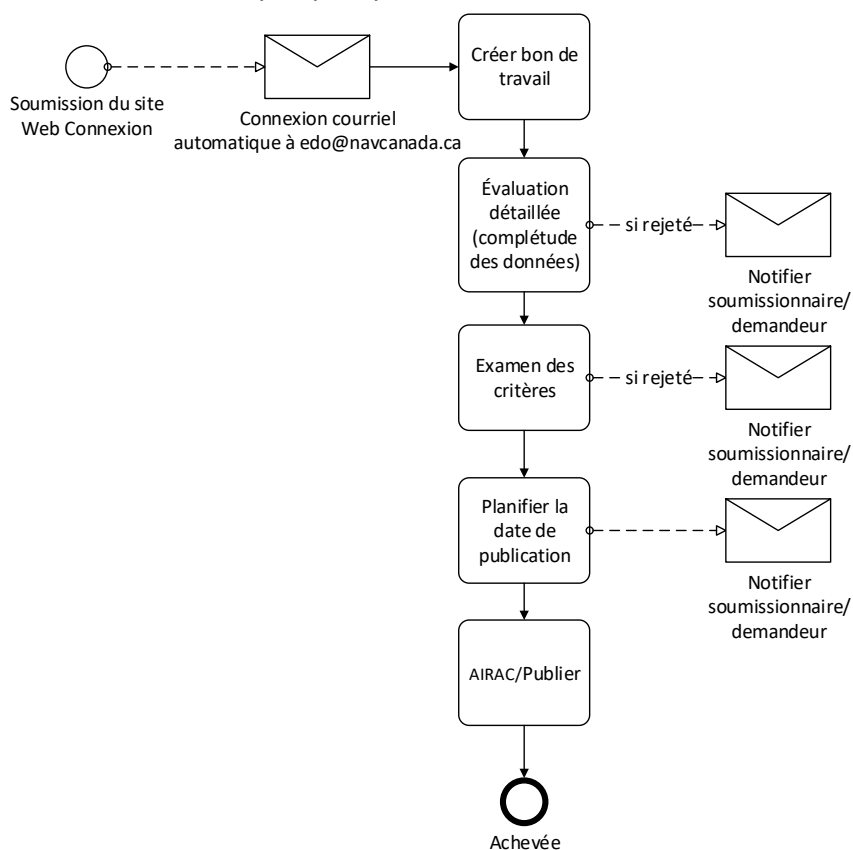 Créer bon de
travail
Soumission du site
Web Connexion
Connexion courriel
automatique à edo@navcanada.ca
Évaluation
détaillée
(complétude
des données)
si rejeté
Notifier
soumissionnaire/
demandeur
Examen des
critères
si rejeté
Notifier
soumissionnaire/
demandeur
Planifier la
date de
publication
Notifier
soumissionnaire/
demandeur
AIRAC/Publier
Achevée